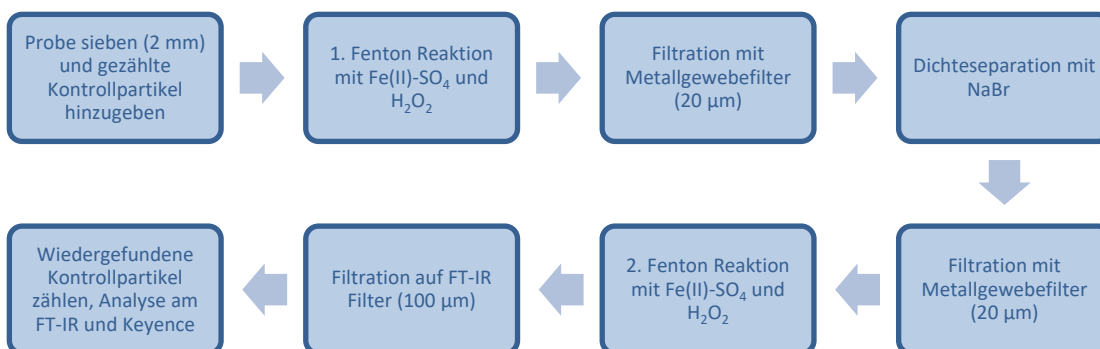 Probe sieben (2 mm)
und gezählte
Kontrollpartikel
hinzugeben
1. Fenton Reaktion
mit Fe(II)-SO₄ und
H₂O₂
Filtration mit
Metallgewebefilter
(20 µm)
Dichteseparation mit
NaBr
Filtration mit
Metallgewebefilter
(20 µm)
2. Fenton Reaktion
mit Fe(II)-SO₄ und
H₂O₂
Filtration auf FT-IR
Filter (100 µm)
Wiedergefundene
Kontrollpartikel
zählen, Analyse am
FT-IR und Keyence